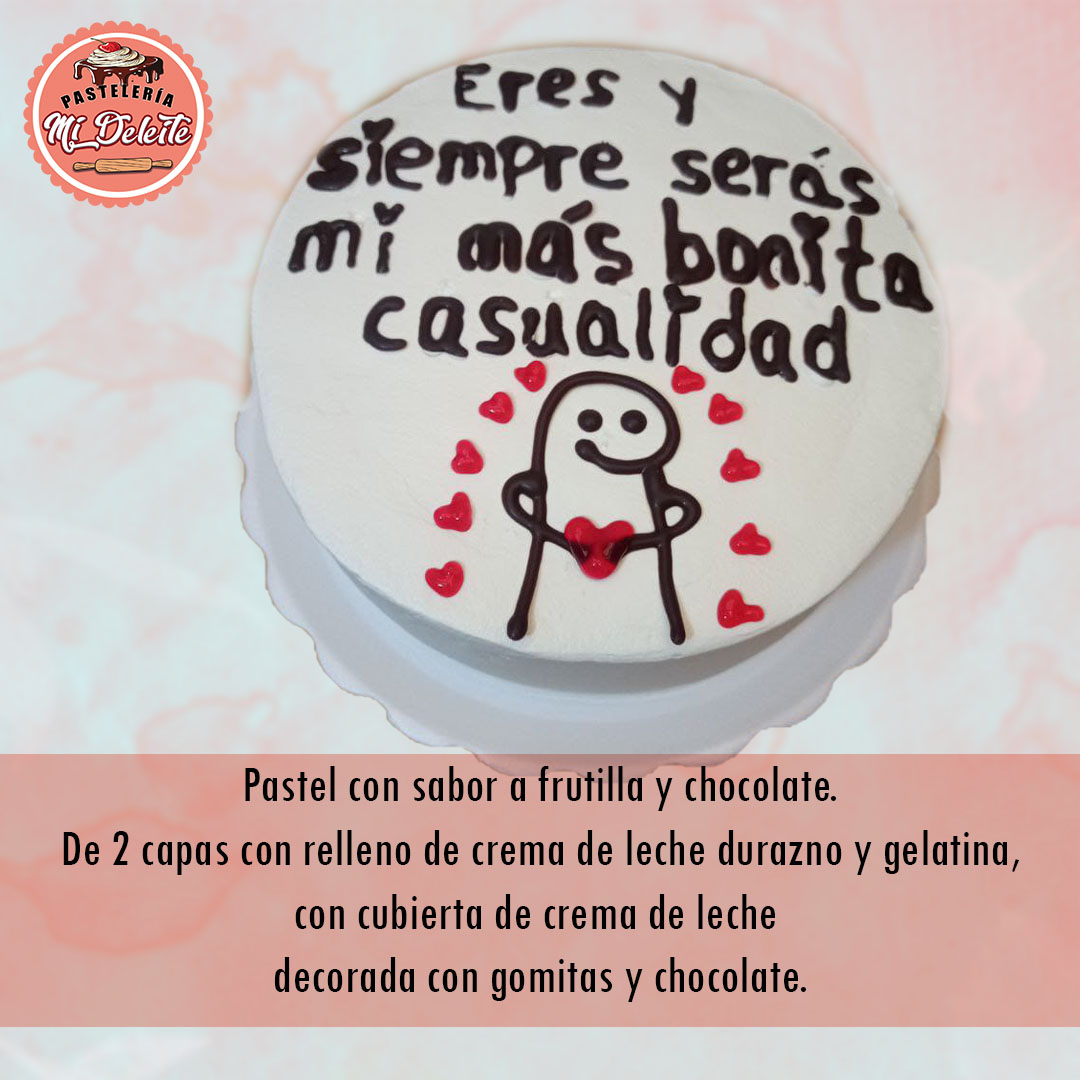 PASTELERÍA
Mi Deleite
Eres y
siempre serás
mi más bonita
casualidad
Pastel con sabor a frutilla y chocolate.
De 2 capas con relleno de crema de leche durazno y gelatina,
con cubierta de crema de leche
decorada con gomitas y chocolate.